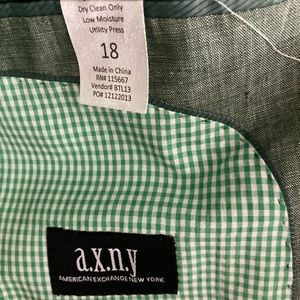 Dry Clean Only
Low Moisture
Utility Press
18
Made in China
RN# 115667
Vendor# BTL13
PO# 12122013
a.x.n.y
AMERICAN EXCHANGE NEW YORK